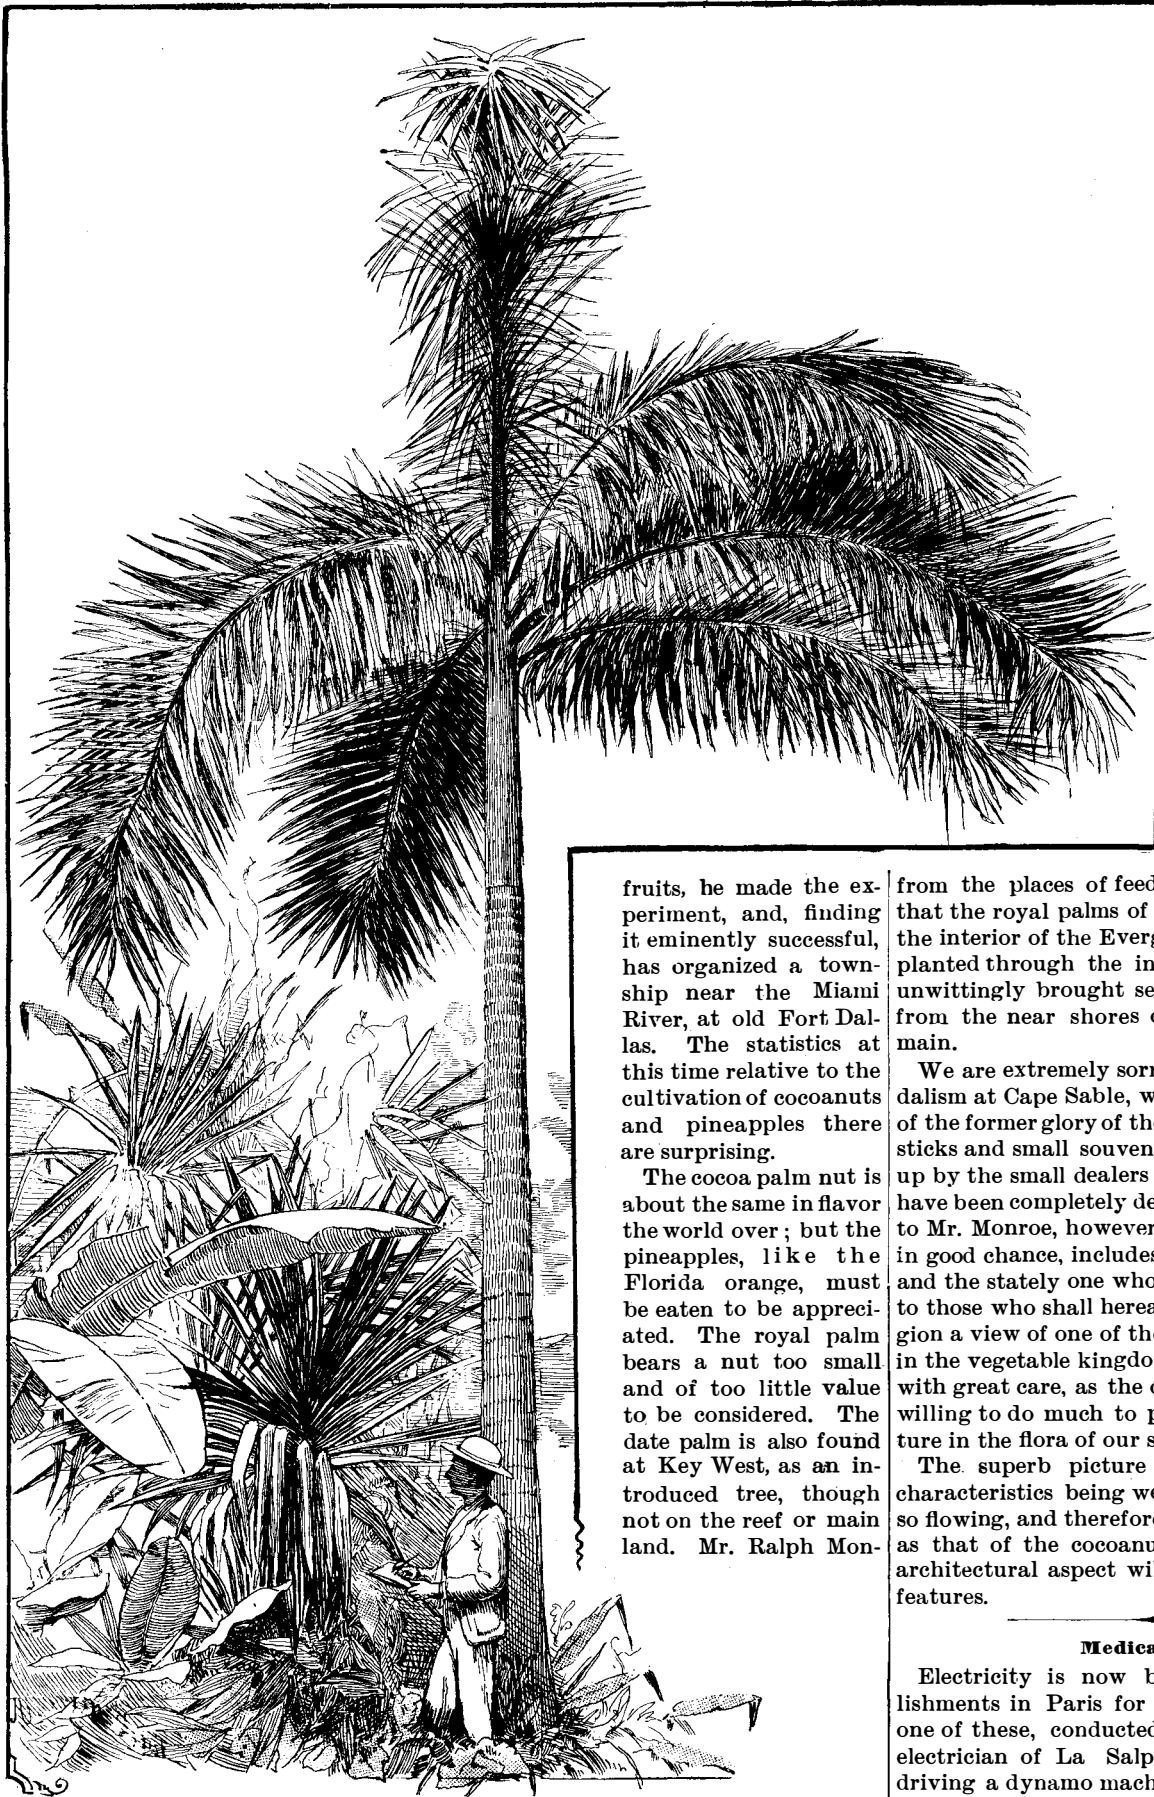 fruits, he made the ex-
periment, and, finding
it eminently successful,
has organized a town-
ship near the Miami
River, at old Fort Dal-
las. The statistics at
this time relative to the
cultivation of cocoanuts
and pineapples there
are surprising.
The cocoa palm nut is
about the same in flavor
the world over; but the
pineapples, like the
Florida orange, must
be eaten to be appreci-
ated. The royal palm
bears a nut too small
and of too little value
to be considered. The
date palm is also found
at Key West, as an in-
troduced tree, though
not on the reef or main
land. Mr. Ralph Mon-
from the places of feed
that the royal palms of
the interior of the Everg
planted through the in
unwittingly brought se
from the near shores
main.
We are extremely sorr
dalism at Cape Sable, w
of the former glory of th
sticks and small souven
up by the small dealers
have been completely de
to Mr. Monroe, however
in good chance, includes
and the stately one who
to those who shall herea
gion a view of one of th
in the vegetable kingdo
with great care, as the
willing to do much to p
ture in the flora of our s
The superb picture
characteristics being we
so flowing, and therefor
as that of the cocoanu
architectural aspect wi
features.
Medica
Electricity is now b
lishments in Paris for
one of these, conducted
electrician of La Salp
driving a dynamo mach